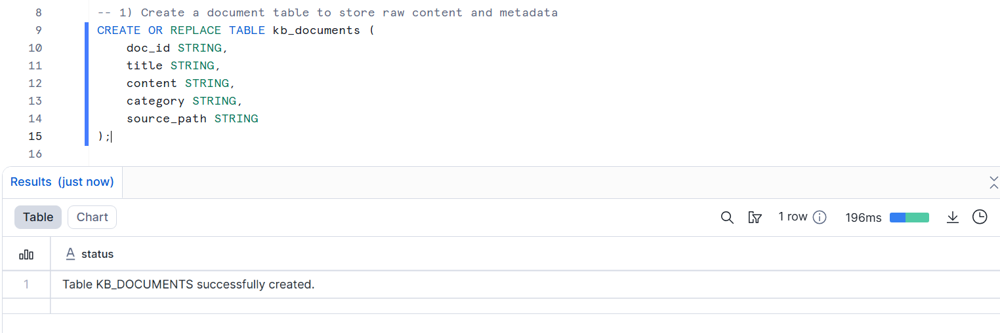 8 -- 1) Create a document table to store raw content and metadata
9 CREATE OR REPLACE TABLE kb_documents (
10 doc_id STRING,
11 title STRING,
12 content STRING,
13 category STRING,
14 source_path STRING
15 );
16
Results (just now)
Table Chart 1 row 196ms
A status
1 Table KB_DOCUMENTS successfully created.